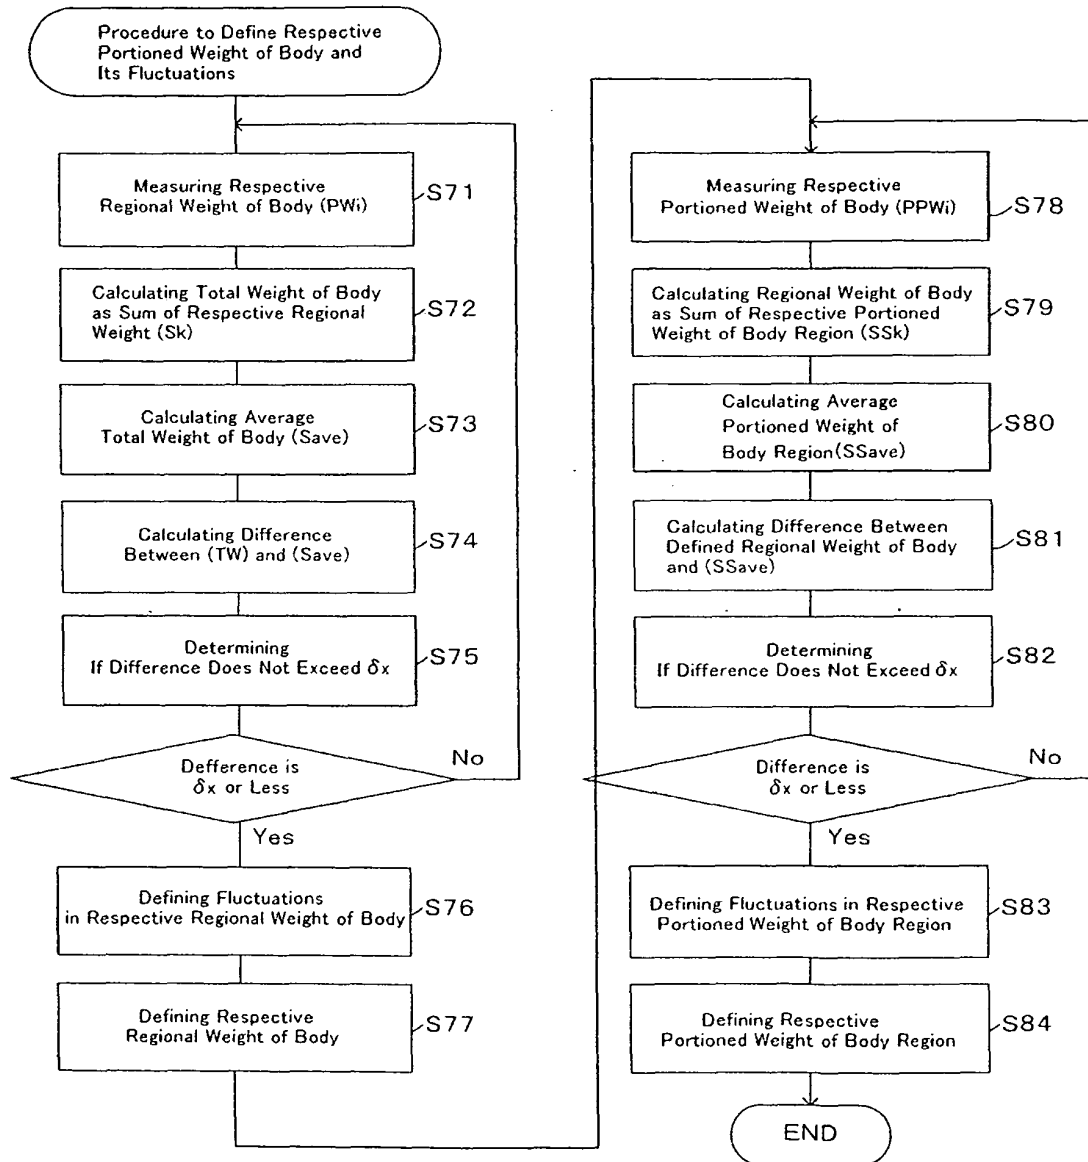 Procedure to Define Respective
Portioned Weight of Body and
Its Fluctuations
Measuring Respective
Regional Weight of Body (PWi)
S71
Calculating Total Weight of Body
as Sum of Respective Regional
Weight (Sk)
S72
Calculating Average
Total Weight of Body (Save)
S73
Calculating Difference
Between (TW) and (Save)
S74
Determining
If Difference Does Not Exceed δx
S75
Defference is
δx or Less
No
Yes
Defining Fluctuations
in Respective Regional Weight of Body
S76
Defining Respective
Regional Weight of Body
S77
Measuring Respective
Portioned Weight of Body (PPWi)
S78
Calculating Regional Weight of Body
as Sum of Respective Portioned
Weight of Body Region (SSk)
S79
Calculating Average
Portioned Weight of
Body Region(SSave)
S80
Calculating Difference Between
Defined Regional Weight of Body
and (SSave)
S81
Determining
If Difference Does Not Exceed δx
S82
Difference is
δx or Less
No
Yes
Defining Fluctuations in Respective
Portioned Weight of Body Region
S83
Defining Respective
Portioned Weight of Body Region
S84
END